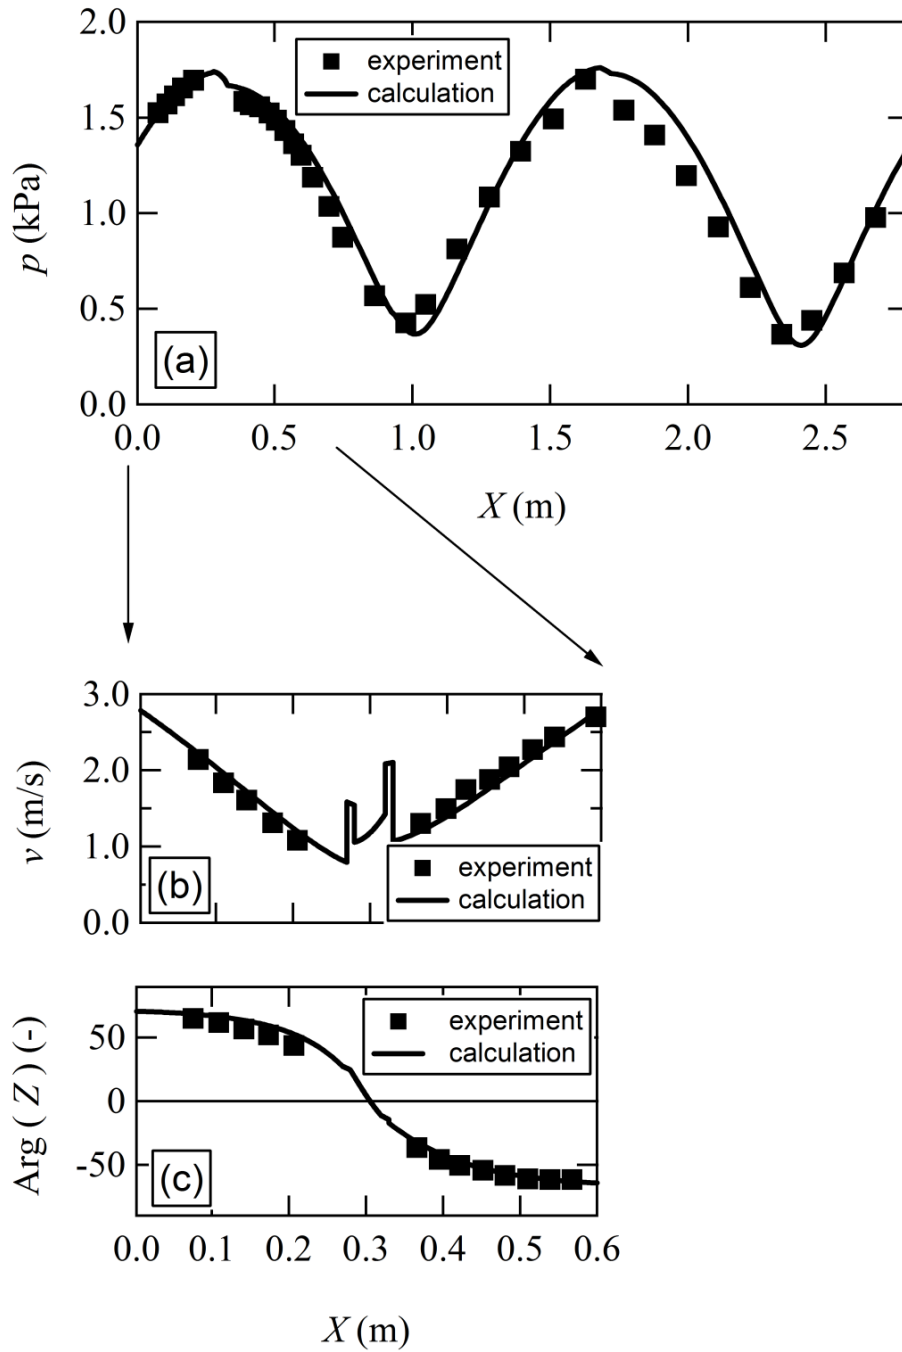 2.0
1.5
1.0
0.5
0.0
p (kPa)
experiment
calculation
(a)
0.0 0.5 1.0 1.5 2.0 2.5
X (m)
3.0
2.0
1.0
0.0
v (m/s)
experiment
calculation
(b)
50
0
-50
Arg ( Z ) (-)
experiment
calculation
(c)
0.0 0.1 0.2 0.3 0.4 0.5 0.6
X (m)